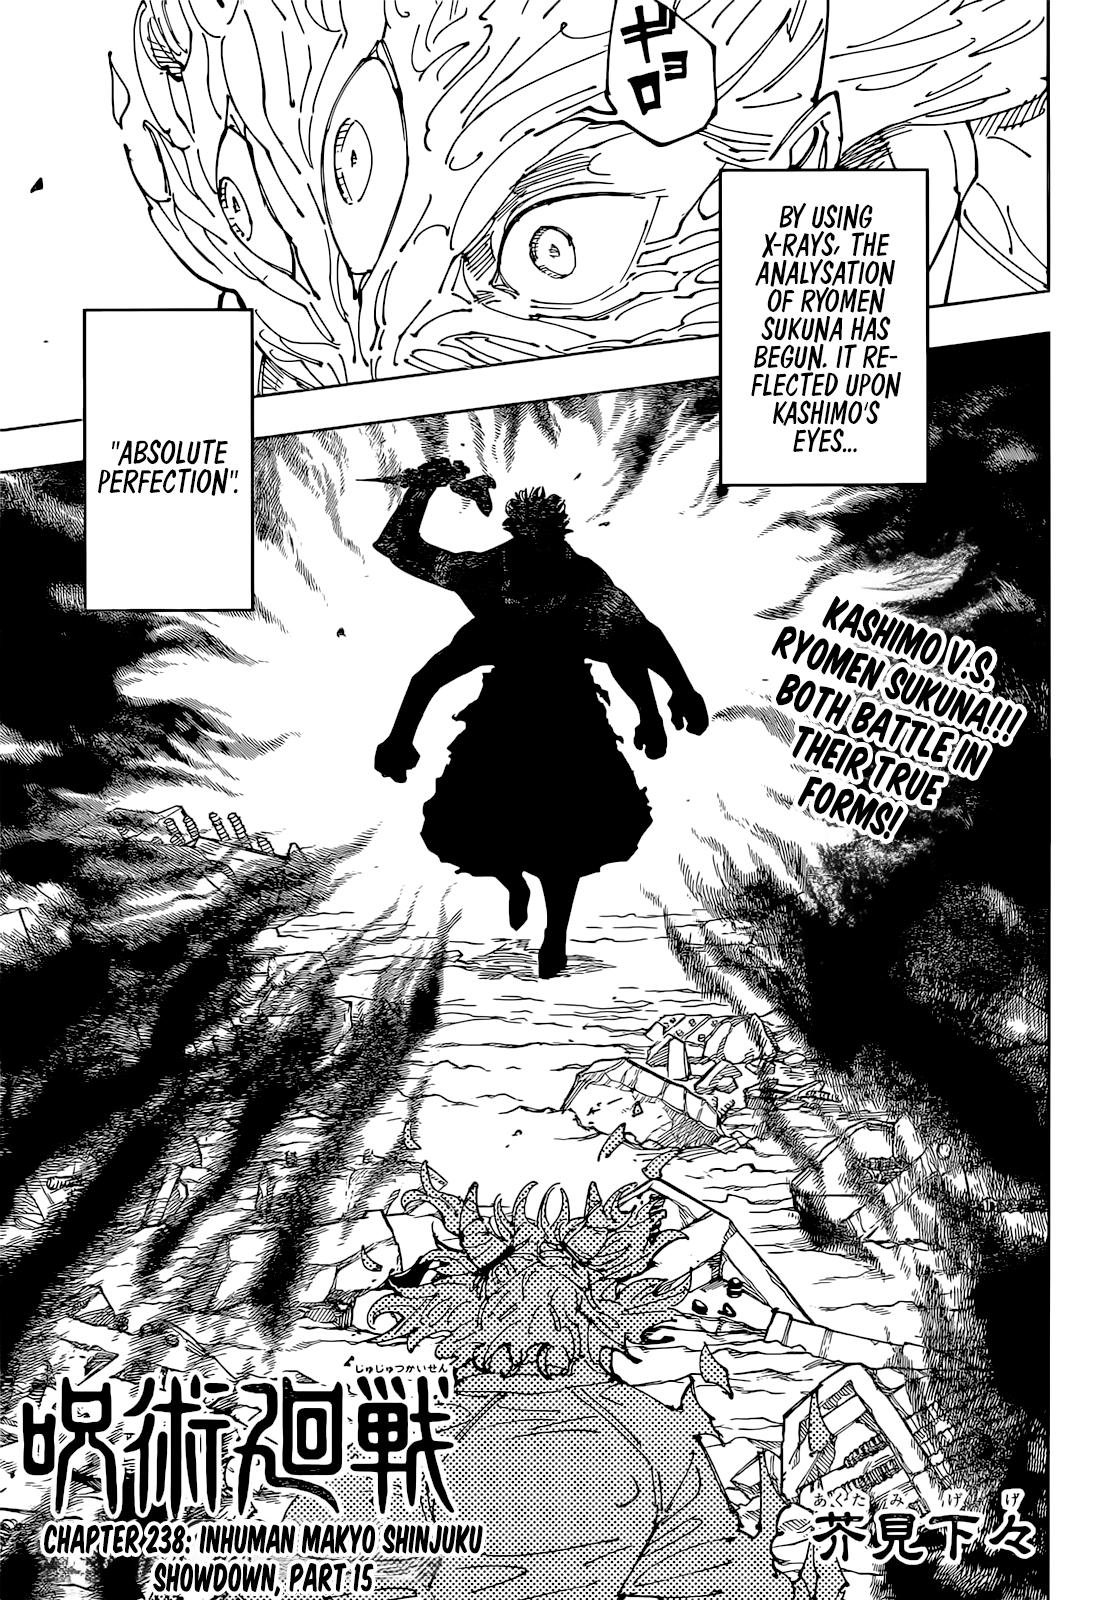 ギョロ
BY USING
X-RAYS, THE
ANALYSATION
OF RYOMEN
SUKUNA HAS
BEGUN. IT RE-
FLECTED UPON
KASHIMO'S
EYES...
"ABSOLUTE
PERFECTION".
KASHIMO V.S.
RYOMEN SUKUNA!!!
BOTH BATTLE IN
THEIR TRUE
FORMS!
じゅじゅつかいせん
呪術廻戦
CHAPTER 238: INHUMAN MAKYO SHINJUKU
SHOWDOWN, PART 15
あくたみげげ
芥見下々